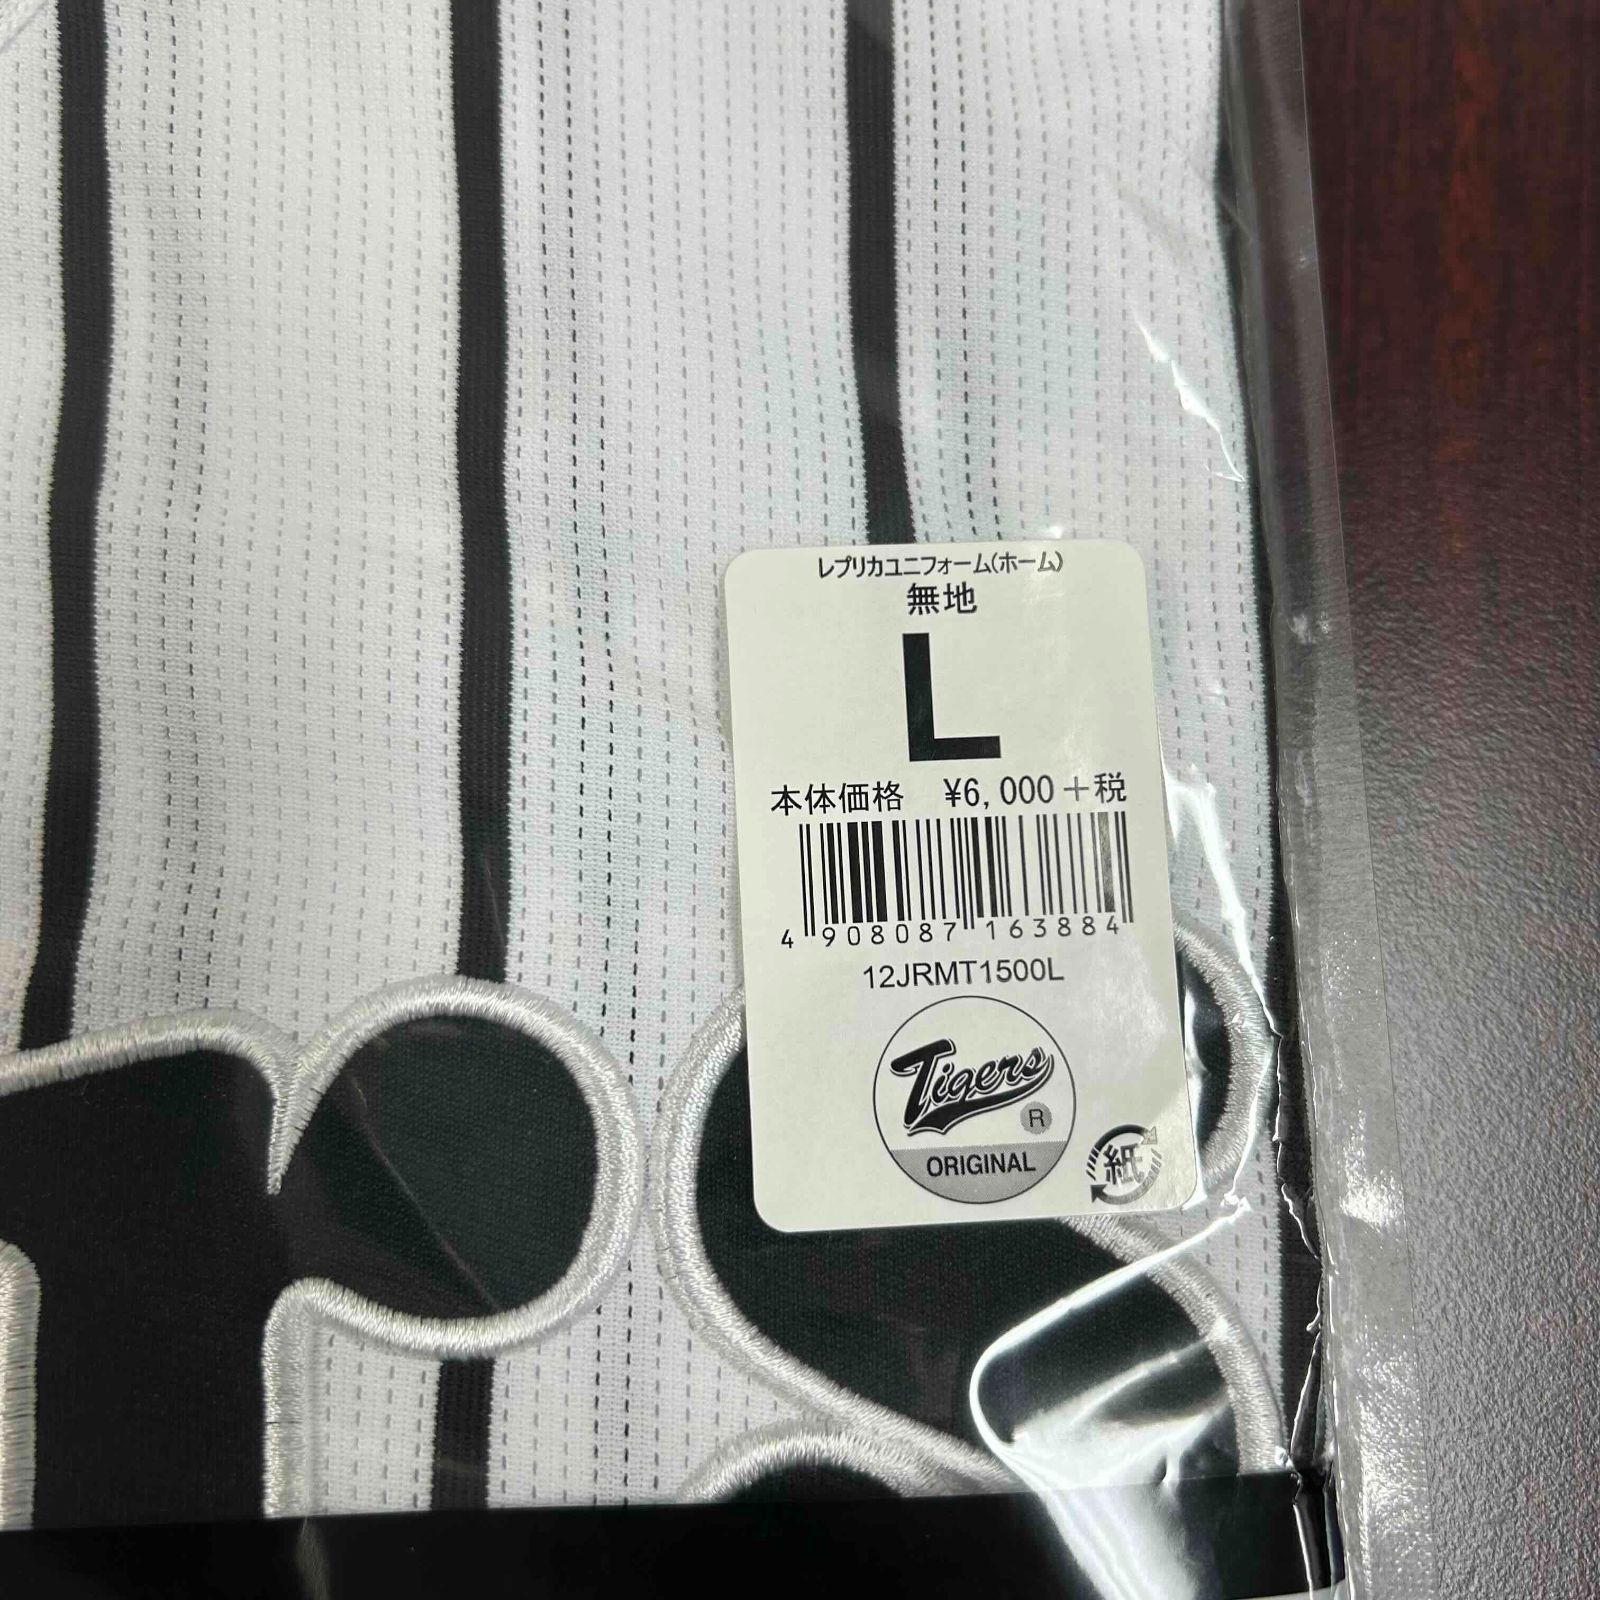 レプリカユニフォーム(ホーム)
無地
L
本体価格 ¥6,000+税
4 908087 163884
12JRMT1500L
Tigers
R
ORIGINAL
紙
rs